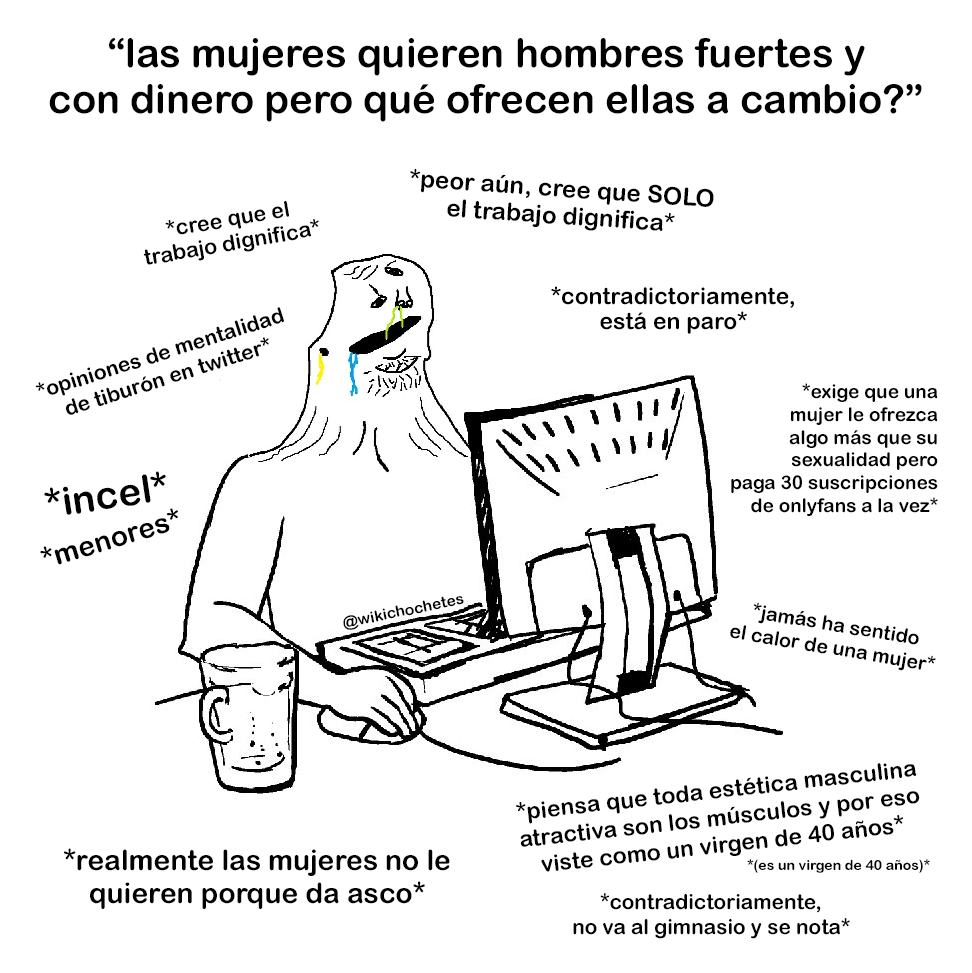 “las mujeres quieren hombres fuertes y
con dinero pero qué ofrecen ellas a cambio?”
*peor aún, cree que SOLO
el trabajo dignifica*
*cree que el
trabajo dignifica*
*contradictoriamente,
está en paro*
*opiniones de mentalidad
de tiburón en twitter*
*exige que una
mujer le ofrezca
algo más que su
sexualidad pero
paga 30 suscripciones
de onlyfans a la vez*
*incel*
*menores*
@wikichochetes
*jamás ha sentido
el calor de una mujer*
*piensa que toda estética masculina
atractiva son los músculos y por eso
viste como un virgen de 40 años*
*(es un virgen de 40 años)*
*realmente las mujeres no le
quieren porque da asco*
*contradictoriamente,
no va al gimnasio y se nota*